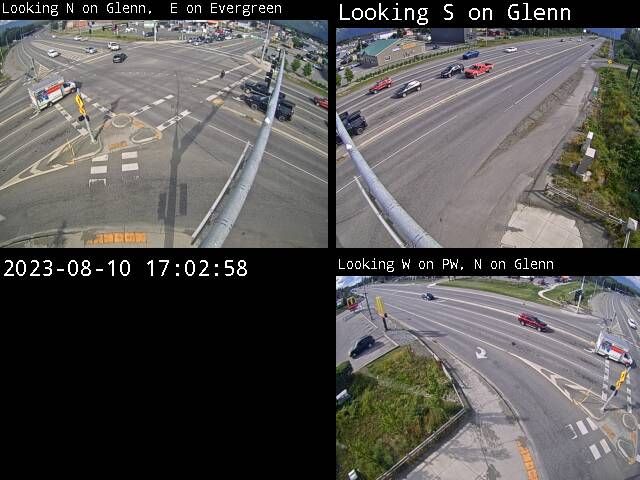 Looking N on Glenn, E on Evergreen
Looking S on Glenn
2023-08-10 17:02:58
Looking W on PW, N on Glenn